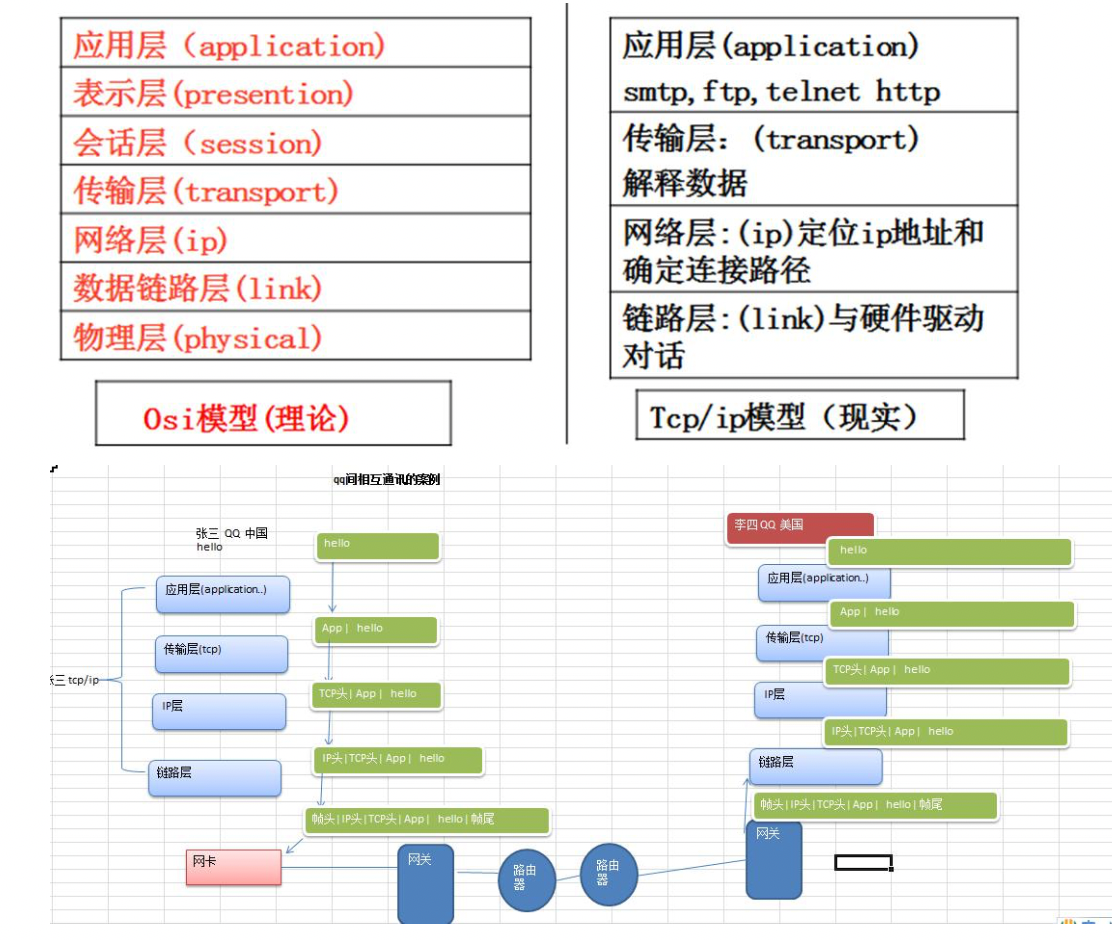 应用层（application)
表示层(presention)
会话层（session)
传输层(transport)
网络层(ip)
数据链路层(link)
物理层(physical)
Osi模型(理论)
应用层(application)
smtp,ftp,telnet http
传输层：(transport)
解释数据
网络层:(ip)定位ip地址和
确定连接路径
链路层:(link)与硬件驱动
对话
Tcp/ip模型（现实）
qq间相互通讯的案例
张三 QQ 中国
hello
应用层(application..)
传输层(tcp)
IP层
链路层
张三 tcp/ip
hello
App | hello
TCP头 | App | hello
IP头 | TCP头 | App | hello
帧头 | IP头 | TCP头 | App | hello | 帧尾
网卡
网关
路由
器
路由
器
网关
李四 QQ 美国
hello
应用层(application..)
App | hello
传输层(tcp)
TCP头 | App | hello
IP层
IP头 | TCP头 | App | hello
链路层
帧头 | IP头 | TCP头 | App | hello | 帧尾